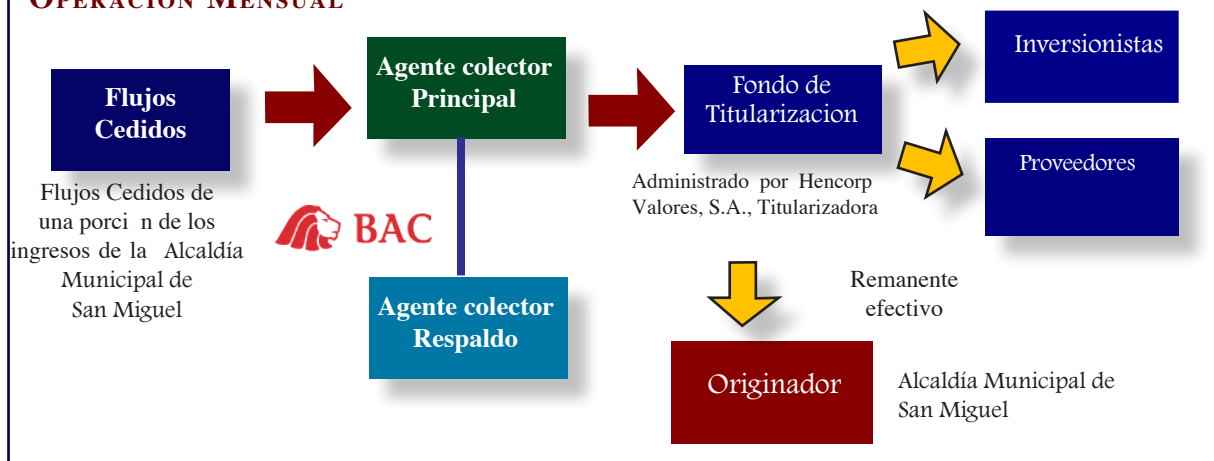 OPERACIÓN MENSUAL
Flujos
Cedidos
Flujos Cedidos de
una porci n de los
ingresos de la Alcaldía
Municipal de
San Miguel
Agente colector
Principal
BAC
Agente colector
Respaldo
Fondo de
Titularizacion
Administrado por Hencorp
Valores, S.A., Titularizadora
Inversionistas
Proveedores
Remanente
efectivo
Originador
Alcaldía Municipal de
San Miguel